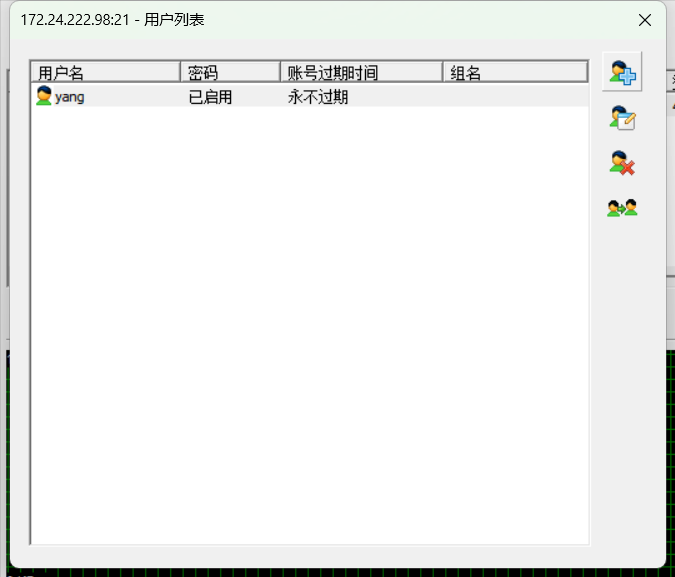 172.24.222.98:21 - 用户列表
用户名 密码 账号过期时间 组名
yang 已启用 永不过期